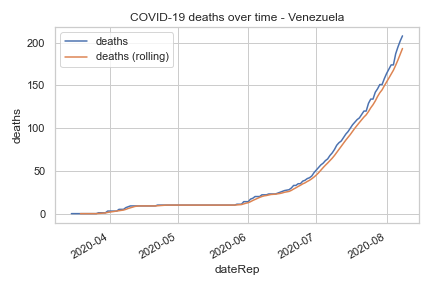 COVID-19 deaths over time - Venezuela
deaths
deaths (rolling)
200
150
100
50
0
deaths
2020-04
2020-05
2020-06
2020-07
2020-08
dateRep